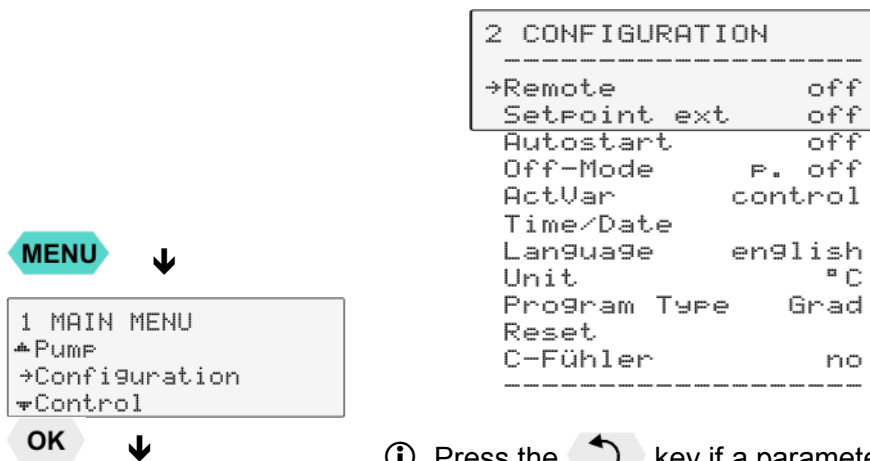 MENU
1 MAIN MENU
Pump
→Configuration
Control
OK
2 CONFIGURATION
→Remote off
Setpoint ext off
Autostart off
Off-Mode p. off
ActVar control
Time/Date
Language english
Unit °C
Program Type Grad
Reset
C-Fühler no
Press the key if a paramete